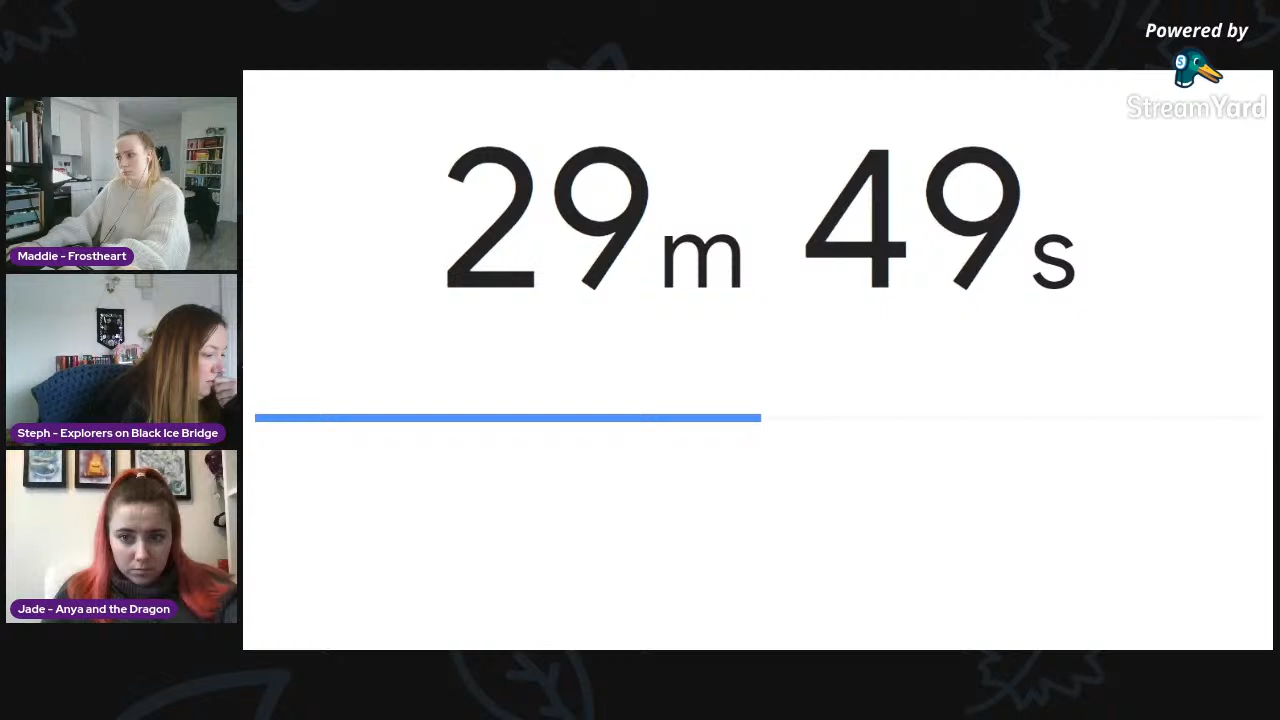 Powered by
StreamYard
29m 49s
Maddie - Frostheart
Steph - Explorers on Black Ice Bridge
Jade - Anya and the Dragon